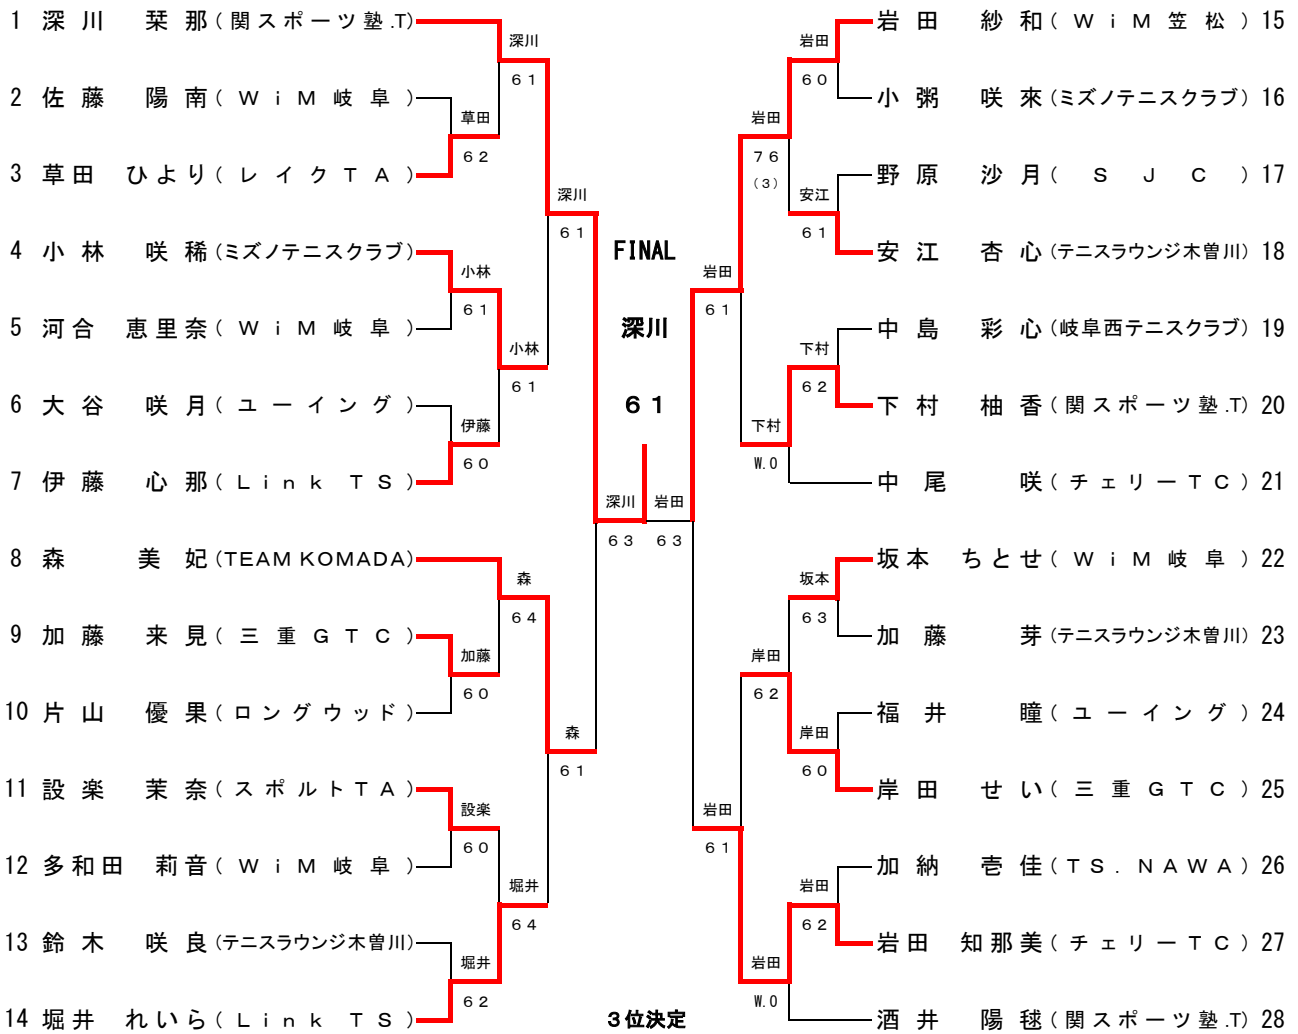 1 深川 栞那(関スポーツ塾.T)
2 佐藤 陽南(WiM岐阜)
3 草田 ひより(レイクTA)
4 小林 咲稀(ミズノテニスクラブ)
5 河合 恵里奈(WiM岐阜)
6 大谷 咲月(ユーイング)
7 伊藤 心那(Link TS)
8 森 美妃(TEAM KOMADA)
9 加藤 来見(三重GTC)
10 片山 優果(ロングウッド)
11 設楽 茉奈(スポルトTA)
12 多和田 莉音(WiM岐阜)
13 鈴木 咲良(テニスラウンジ木曽川)
14 堀井 れいら(Link TS)
草田
62
小林
61
伊藤
60
加藤
60
設楽
60
堀井
62
深川
61
小林
61
森
64
堀井
64
深川
61
森
61
深川
63
FINAL
深川
61
岩田
63
3位決定
岩田
61
岩田
61
岩田
76
(3)
下村
W.0
岸田
62
岩田
W.0
岩田
60
安江
61
下村
62
坂本
63
岸田
60
岩田
62
岩田 紗和(WiM笠松) 15
小粥 咲來(ミズノテニスクラブ) 16
野原 沙月(SJC) 17
安江 杏心(テニスラウンジ木曽川) 18
中島 彩心(岐阜西テニスクラブ) 19
下村 柚香(関スポーツ塾.T) 20
中尾 咲(チェリーTC) 21
坂本 ちとせ(WiM岐阜) 22
加藤 芽(テニスラウンジ木曽川) 23
福井 瞳(ユーイング) 24
岸田 せい(三重GTC) 25
加納 壱佳(TS.NAWA) 26
岩田 知那美(チェリーTC) 27
酒井 陽毬(関スポーツ塾.T) 28